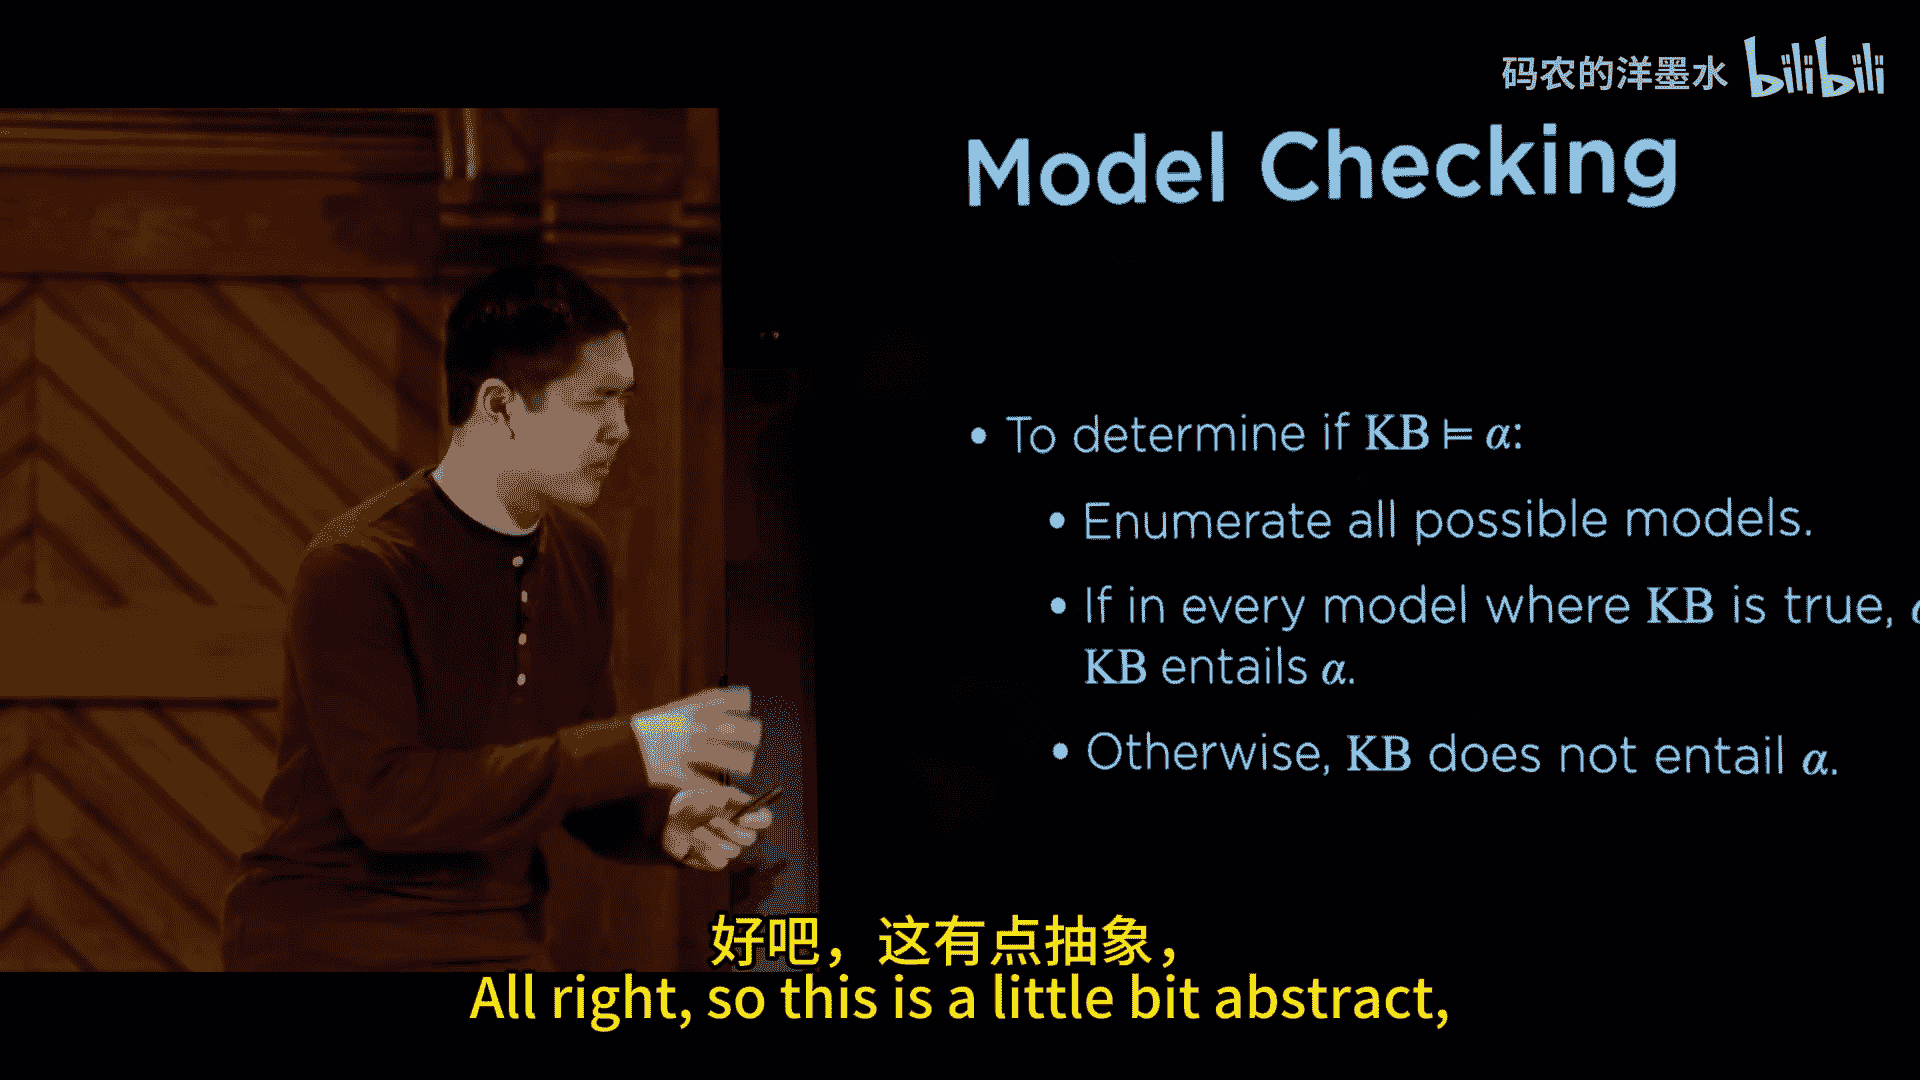 码农的洋墨水 bilibili
Model Checking
• To determine if KB ⊨ α:
• Enumerate all possible models.
• If in every model where KB is true,
KB entails α.
• Otherwise, KB does not entail α.
好吧，这有点抽象，
All right, so this is a little bit abstract,